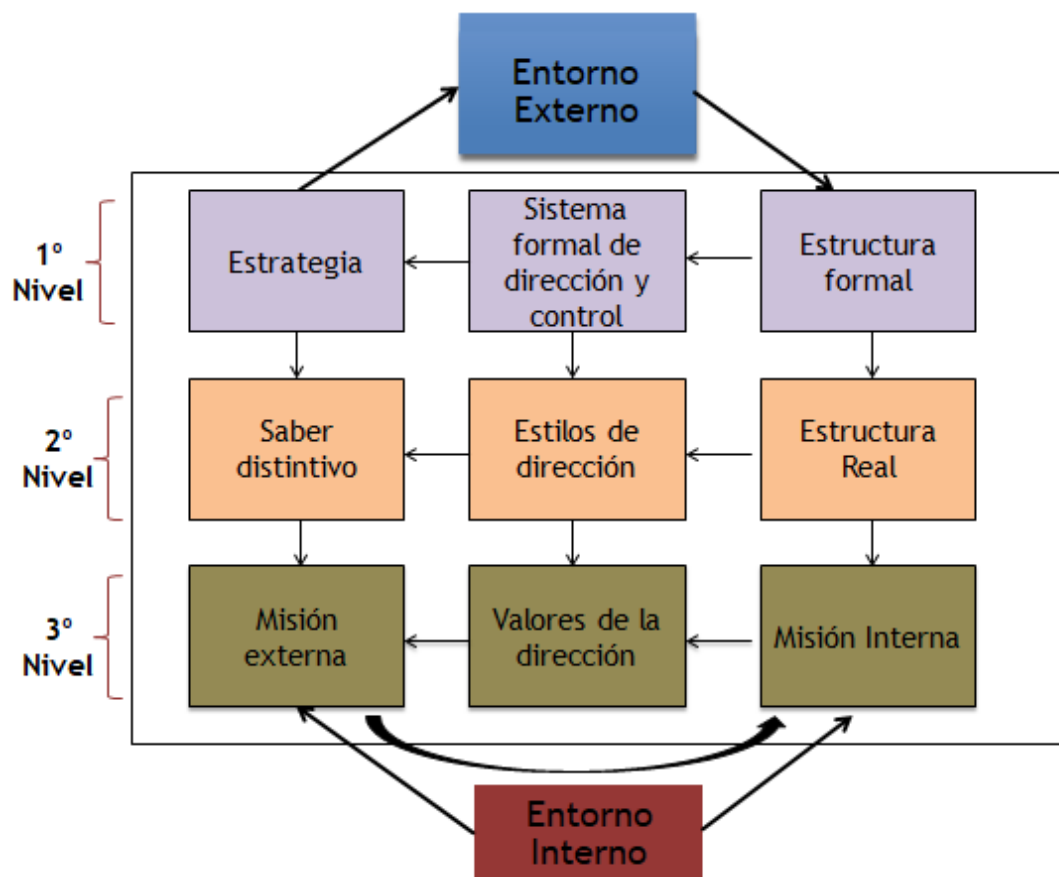 Entorno
Externo
1º
Nivel
Estrategia
Sistema
formal de
dirección y
control
Estructura
formal
2º
Nivel
Saber
distintivo
Estilos de
dirección
Estructura
Real
3º
Nivel
Misión
externa
Valores de la
dirección
Misión Interna
Entorno
Interno